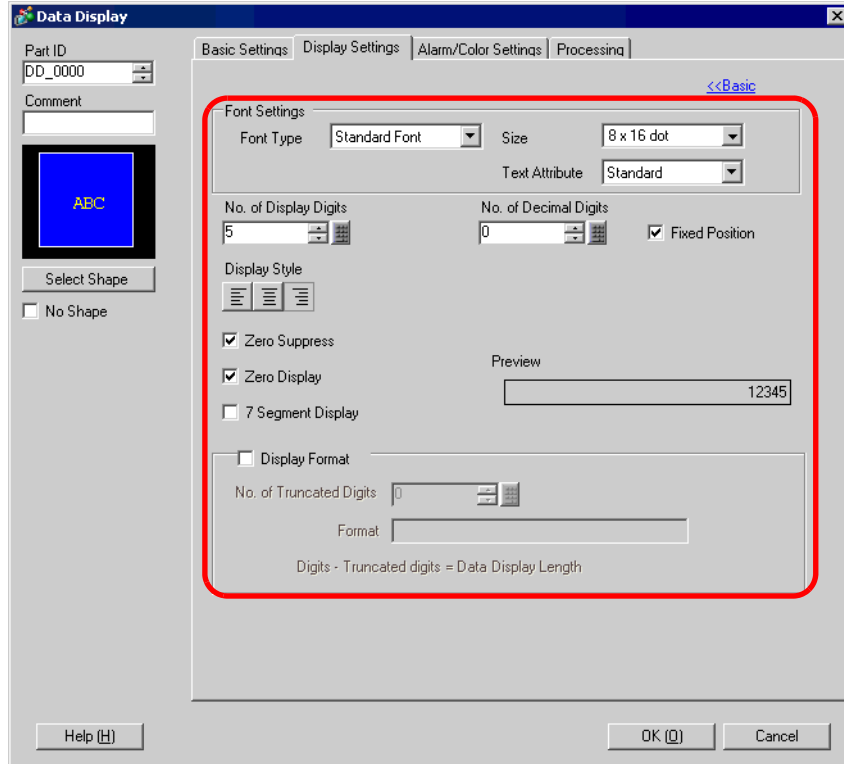 Data Display
Part ID
DD_0000
Comment
ABC
Select Shape
No Shape
Basic Settings Display Settings Alarm/Color Settings Processing
<<Basic
Font Settings
Font Type Standard Font Size 8 x 16 dot
Text Attribute Standard
No. of Display Digits No. of Decimal Digits
5 0 Fixed Position
Display Style
Zero Suppress
Preview
Zero Display
12345
7 Segment Display
Display Format
No. of Truncated Digits 0
Format
Digits - Truncated digits = Data Display Length
Help (H) OK (O) Cancel